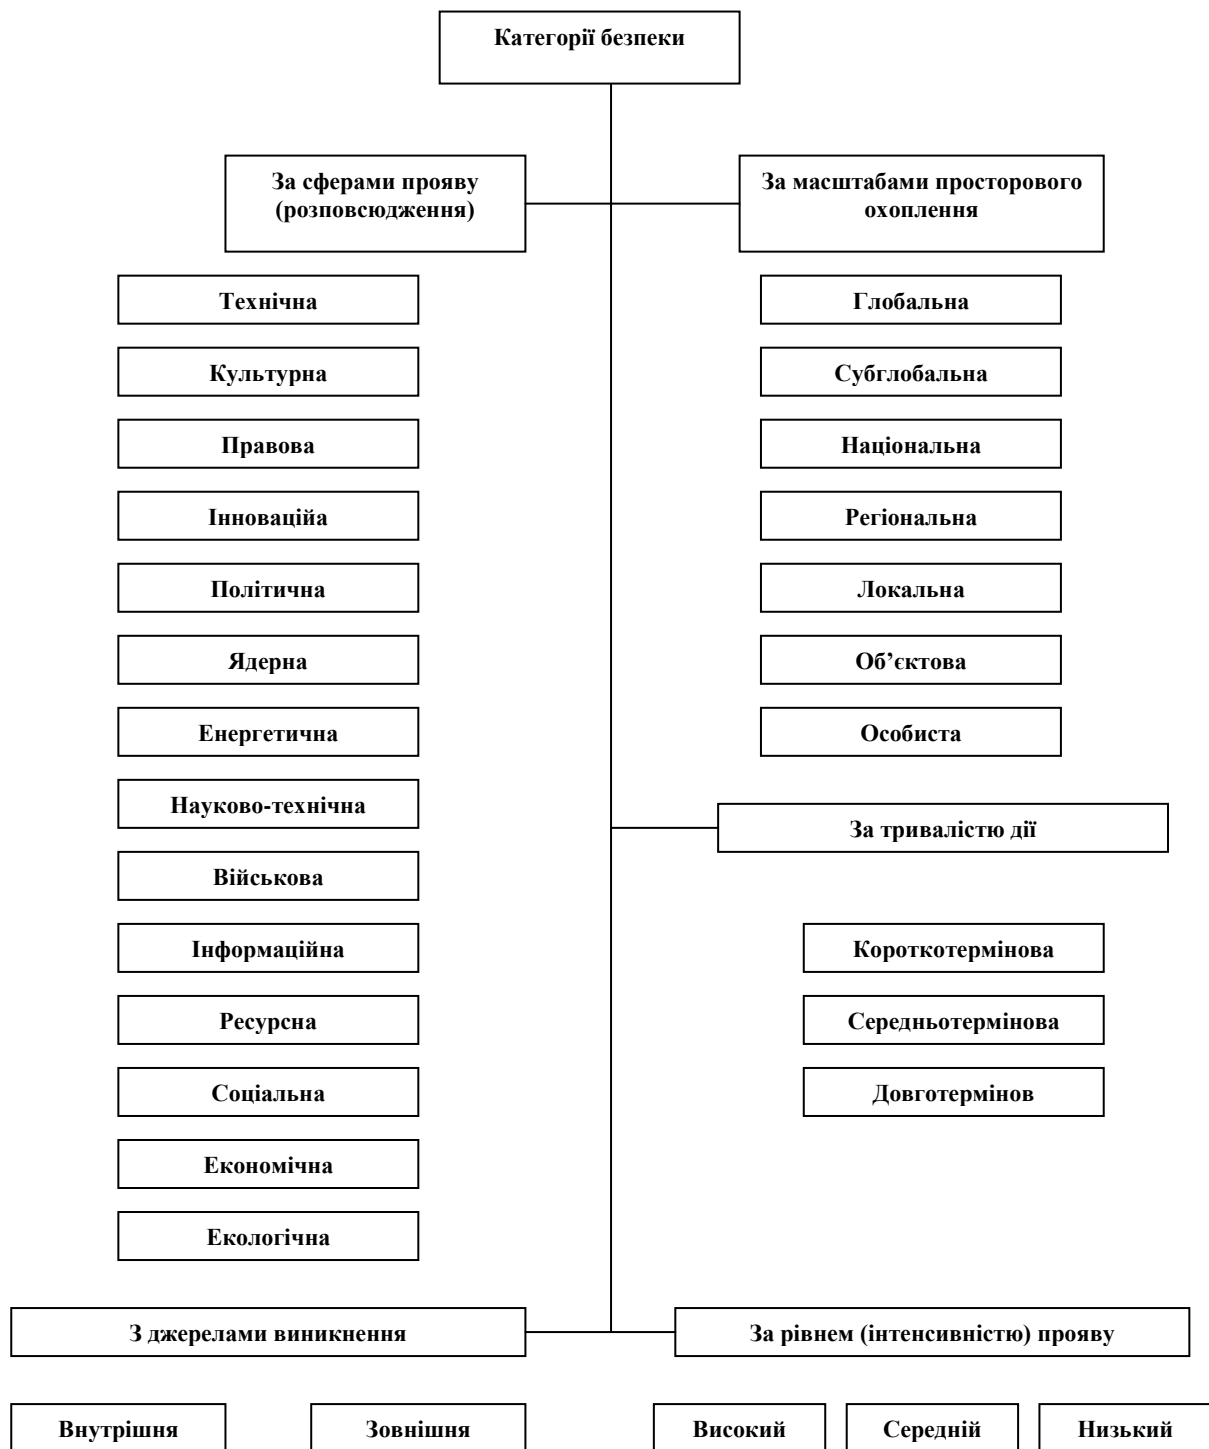 Категорії безпеки
За сферами прояву
(розповсюдження)
За масштабами просторового
охоплення
Технічна
Глобальна
Культурна
Субглобальна
Правова
Національна
Інноваційа
Регіональна
Політична
Локальна
Ядерна
Об’єктова
Енергетична
Особиста
Науково-технічна
За тривалістю дії
Військова
Інформаційна
Короткотермінова
Ресурсна
Середньотермінова
Соціальна
Довготермінов
Економічна
Екологічна
З джерелами виникнення
За рівнем (інтенсивністю) прояву
Внутрішня
Зовнішня
Високий
Середній
Низький